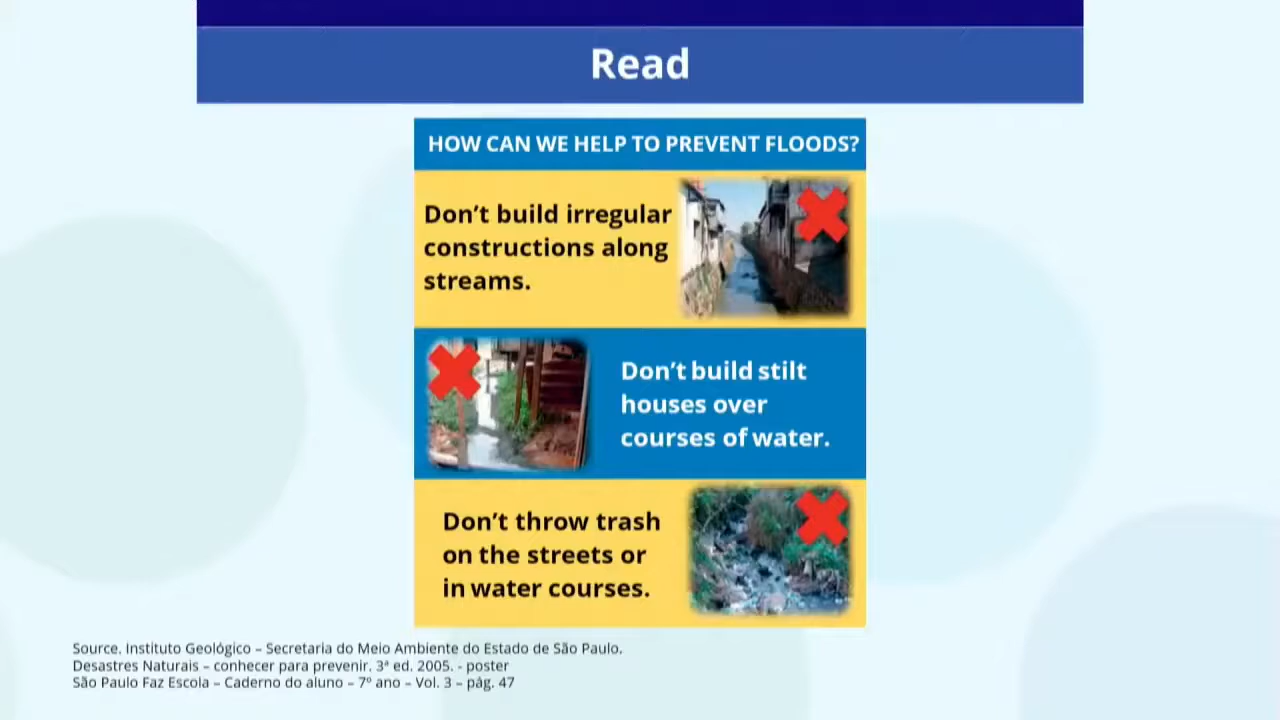 Read
HOW CAN WE HELP TO PREVENT FLOODS?
Don't build irregular
constructions along
streams.
Don't build stilt
houses over
courses of water.
Don't throw trash
on the streets or
in water courses.
Source. Instituto Geológico – Secretaria do Meio Ambiente do Estado de São Paulo.
Desastres Naturais – conhecer para prevenir. 3ª ed. 2005. - poster
São Paulo Faz Escola – Caderno do aluno – 7º ano – Vol. 3 – pág. 47